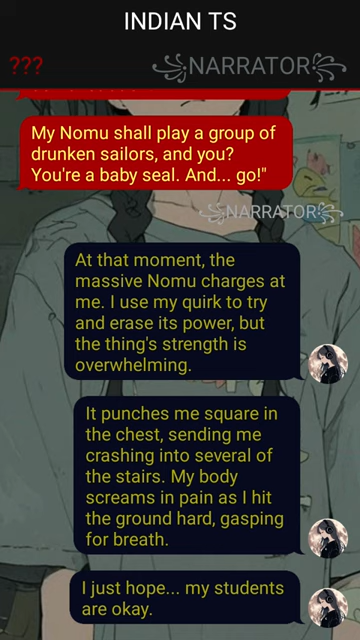 INDIAN TS
???
꧁NARRATOR꧂
My Nomu shall play a group of
drunken sailors, and you?
You're a baby seal. And... go!"
꧁NARRATOR꧂
At that moment, the
massive Nomu charges at
me. I use my quirk to try
and erase its power, but
the thing's strength is
overwhelming.
It punches me square in
the chest, sending me
crashing into several of
the stairs. My body
screams in pain as I hit
the ground hard, gasping
for breath.
I just hope... my students
are okay.